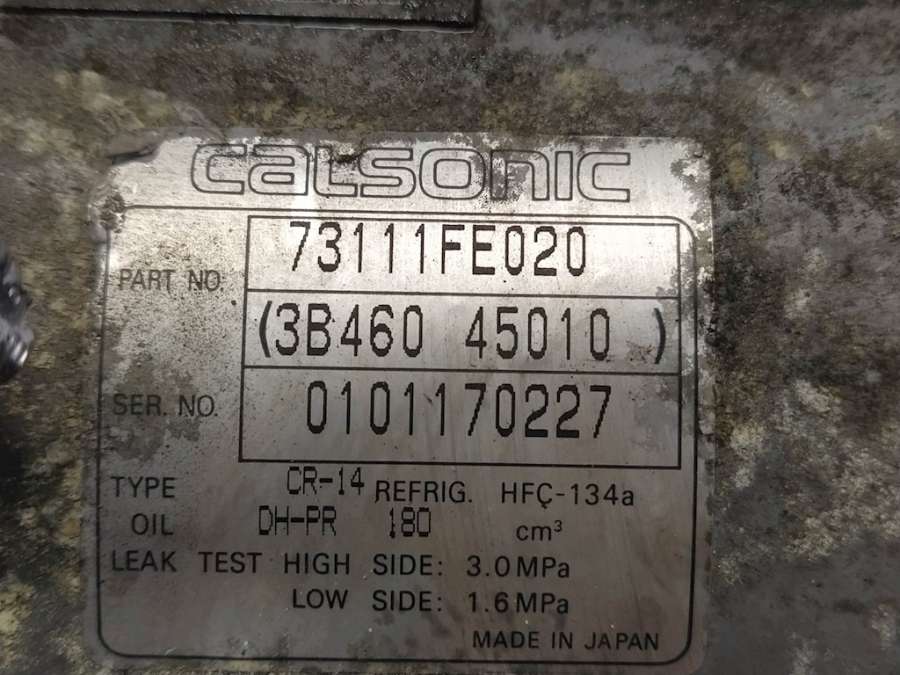 CALSONIC
PART NO. 73111FE020
(3B460 45010 )
SER. NO. 0101170227
TYPE CR-14 REFRIG. HFC-134a
OIL DH-PR 180 cm³
LEAK TEST HIGH SIDE: 3.0MPa
LOW SIDE: 1.6MPa
MADE IN JAPAN